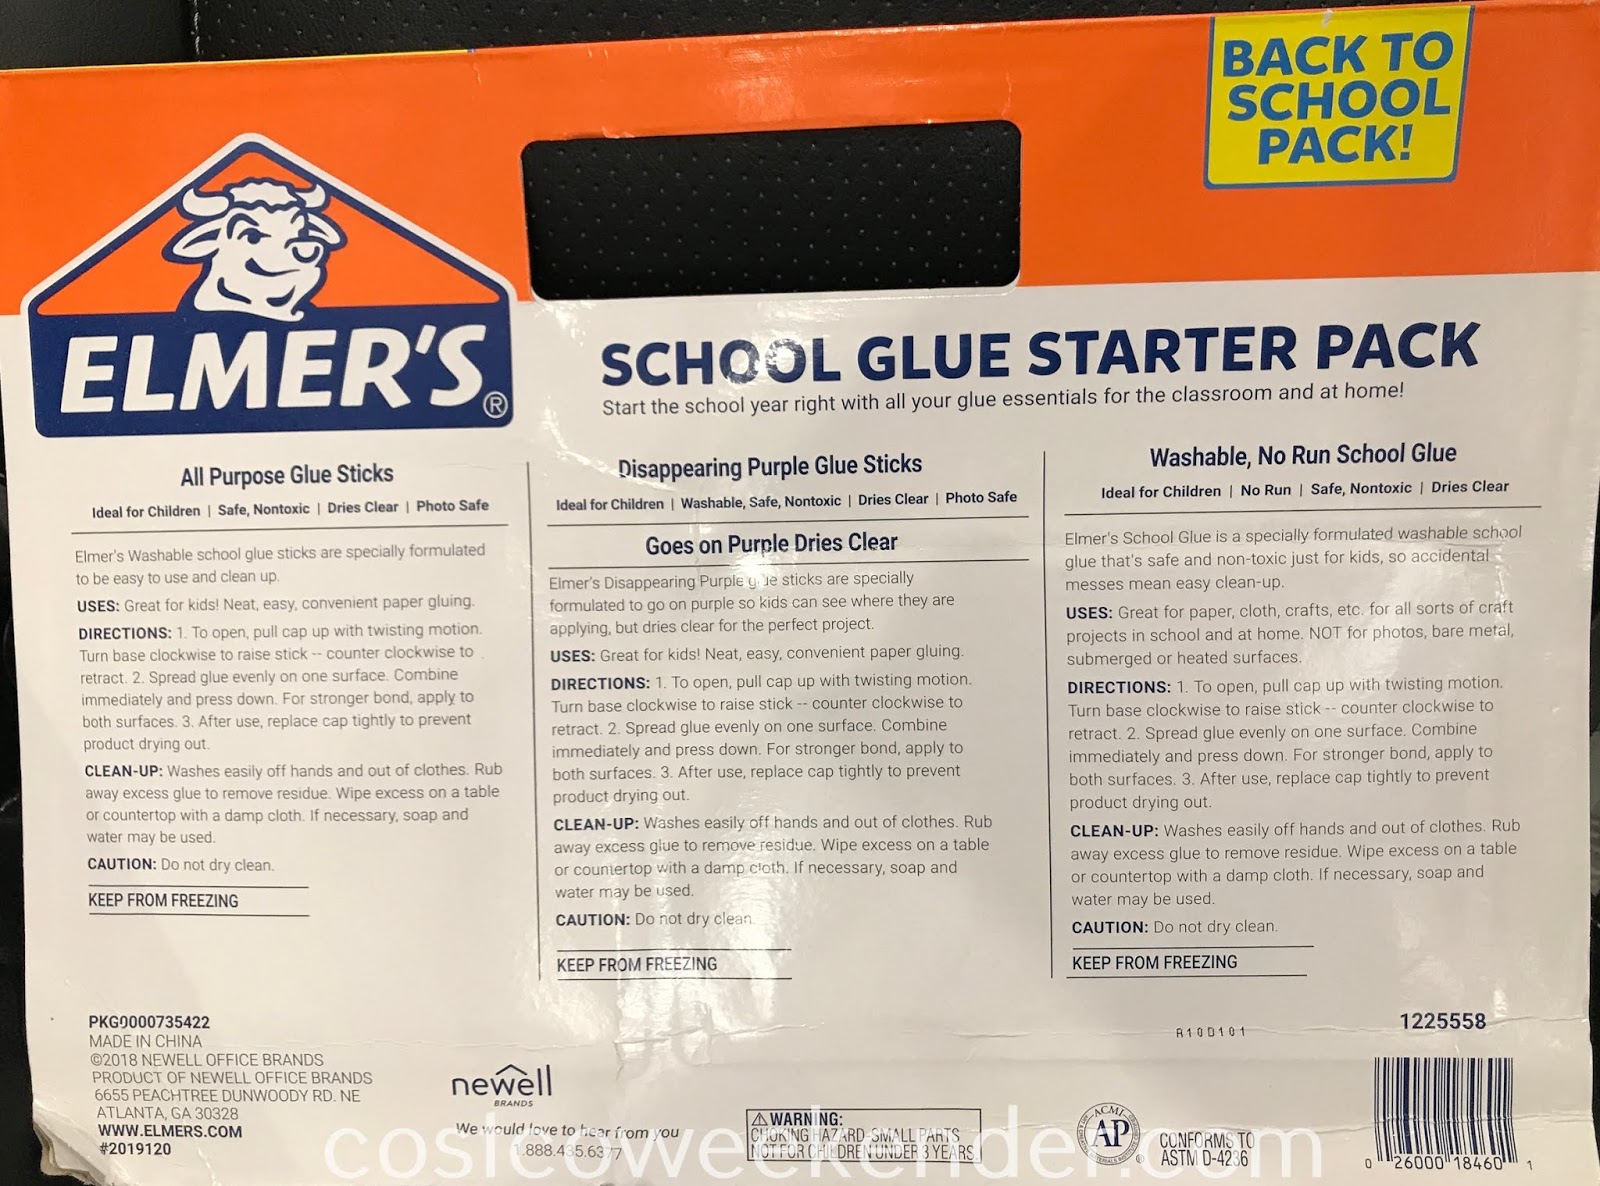 BACK TO
SCHOOL
PACK!
ELMER'S®
SCHOOL GLUE STARTER PACK
Start the school year right with all your glue essentials for the classroom and at home!
All Purpose Glue Sticks
Ideal for Children | Safe, Nontoxic | Dries Clear | Photo Safe
Elmer's Washable school glue sticks are specially formulated
to be easy to use and clean up.
USES: Great for kids! Neat, easy, convenient paper gluing.
DIRECTIONS: 1. To open, pull cap up with twisting motion.
Turn base clockwise to raise stick -- counter clockwise to
retract. 2. Spread glue evenly on one surface. Combine
immediately and press down. For stronger bond, apply to
both surfaces. 3. After use, replace cap tightly to prevent
product drying out.
CLEAN-UP: Washes easily off hands and out of clothes. Rub
away excess glue to remove residue. Wipe excess on a table
or countertop with a damp cloth. If necessary, soap and
water may be used.
CAUTION: Do not dry clean.
KEEP FROM FREEZING
Disappearing Purple Glue Sticks
Ideal for Children | Washable, Safe, Nontoxic | Dries Clear | Photo Safe
Goes on Purple Dries Clear
Elmer's Disappearing Purple glue sticks are specially
formulated to go on purple so kids can see where they are
applying, but dries clear for the perfect project.
USES: Great for kids! Neat, easy, convenient paper gluing.
DIRECTIONS: 1. To open, pull cap up with twisting motion.
Turn base clockwise to raise stick -- counter clockwise to
retract. 2. Spread glue evenly on one surface. Combine
immediately and press down. For stronger bond, apply to
both surfaces. 3. After use, replace cap tightly to prevent
product drying out.
CLEAN-UP: Washes easily off hands and out of clothes. Rub
away excess glue to remove residue. Wipe excess on a table
or countertop with a damp cloth. If necessary, soap and
water may be used.
CAUTION: Do not dry clean.
KEEP FROM FREEZING
Washable, No Run School Glue
Ideal for Children | No Run | Safe, Nontoxic | Dries Clear
Elmer's School Glue is a specially formulated washable school
glue that's safe and non-toxic just for kids, so accidental
messes mean easy clean-up.
USES: Great for paper, cloth, crafts, etc. for all sorts of craft
projects in school and at home. NOT for photos, bare metal,
submerged or heated surfaces.
DIRECTIONS: 1. To open, pull cap up with twisting motion.
Turn base clockwise to raise stick -- counter clockwise to
retract. 2. Spread glue evenly on one surface. Combine
immediately and press down. For stronger bond, apply to
both surfaces. 3. After use, replace cap tightly to prevent
product drying out.
CLEAN-UP: Washes easily off hands and out of clothes. Rub
away excess glue to remove residue. Wipe excess on a table
or countertop with a damp cloth. If necessary, soap and
water may be used.
CAUTION: Do not dry clean.
KEEP FROM FREEZING
PKG0000735422
MADE IN CHINA
©2018 NEWELL OFFICE BRANDS
PRODUCT OF NEWELL OFFICE BRANDS
6655 PEACHTREE DUNWOODY RD. NE
ATLANTA, GA 30328
WWW.ELMERS.COM
#2019120
newell
BRANDS
We would love to hear from you
1.888.435.6377
⚠WARNING:
CHOKING HAZARD-SMALL PARTS
NOT FOR CHILDREN UNDER 3 YEARS.
ACMI
AP
CONFORMS TO
ASTM D-4236
A10D101
1225558
0 26000 18460 1
cosicoweekender.com